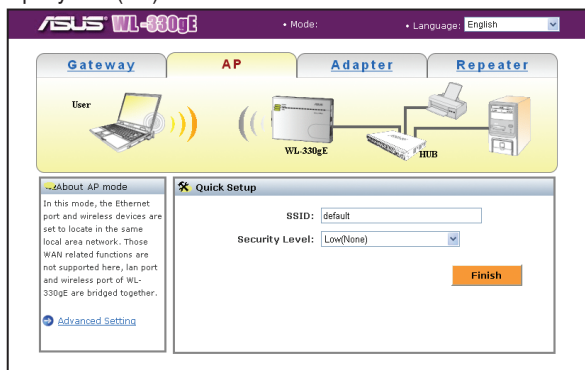 ASUS WL-330gE
• Mode:
• Language: English
Gateway
AP
Adapter
Repeater
User
WL-330gE
HUB
About AP mode
In this mode, the Ethernet
port and wireless devices are
set to locate in the same
local area network. Those
WAN related functions are
not supported here, lan port
and wireless port of WL-
330gE are bridged together.
Advanced Setting
Quick Setup
SSID: default
Security Level: Low(None)
Finish